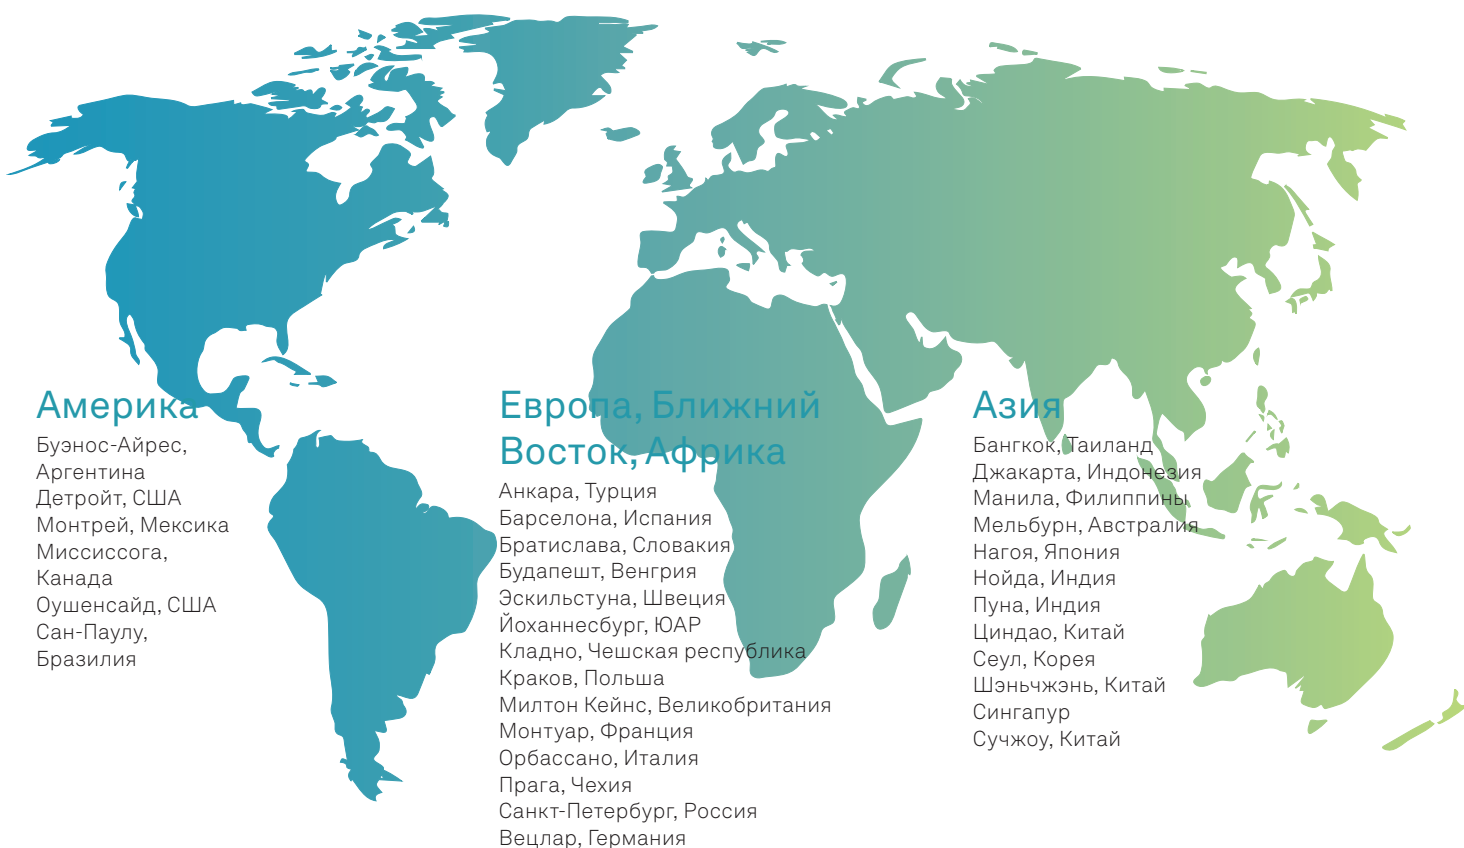 Америка
Буэнос-Айрес,
Аргентина
Детройт, США
Монтрей, Мексика
Миссиссога,
Канада
Оушенсайд, США
Сан-Паулу,
Бразилия
Европа, Ближний
Восток, Африка
Анкара, Турция
Барселона, Испания
Братислава, Словакия
Будапешт, Венгрия
Эскильстуна, Швеция
Йоханнесбург, ЮАР
Кладно, Чешская республика
Краков, Польша
Милтон Кейнс, Великобритания
Монтуар, Франция
Орбассано, Италия
Прага, Чехия
Санкт-Петербург, Россия
Вецлар, Германия
Азия
Бангкок, Таиланд
Джакарта, Индонезия
Манила, Филиппины
Мельбурн, Австралия
Нагоя, Япония
Нойда, Индия
Пуна, Индия
Циндао, Китай
Сеул, Корея
Шэньчжэнь, Китай
Сингапур
Сучжоу, Китай